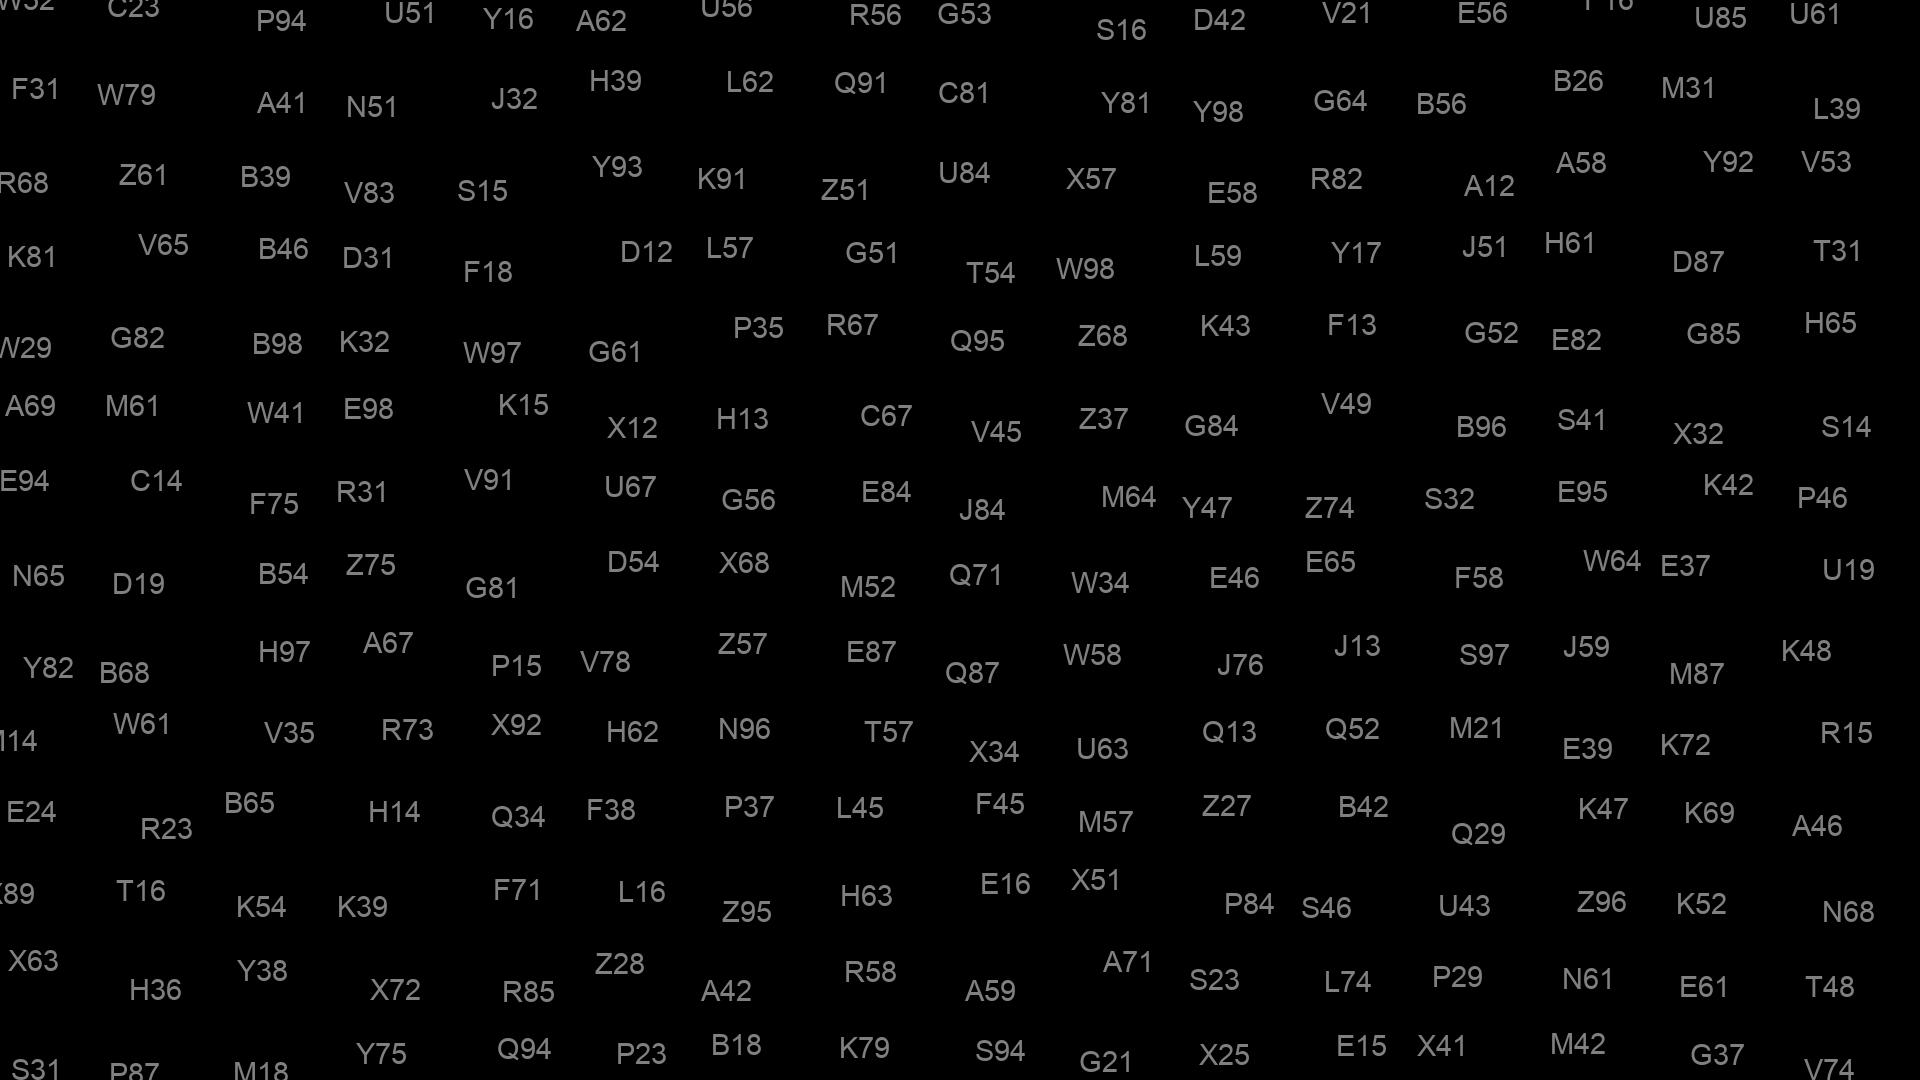 C23 P94 U51 Y16 A62 U56 R56 G53 S16 D42 V21 E56 U85 U61
F31 W79 A41 N51 J32 H39 L62 Q91 C81 Y81 Y98 G64 B56 B26 M31 L39
R68 Z61 B39 V83 S15 Y93 K91 Z51 U84 X57 E58 R82 A12 A58 Y92 V53
K81 V65 B46 D31 F18 D12 L57 G51 T54 W98 L59 Y17 J51 H61 D87 T31
W29 G82 B98 K32 W97 G61 P35 R67 Q95 Z68 K43 F13 G52 E82 G85 H65
A69 M61 W41 E98 K15 X12 H13 C67 V45 Z37 G84 V49 B96 S41 X32 S14
E94 C14 F75 R31 V91 U67 G56 E84 J84 M64 Y47 Z74 S32 E95 K42 P46
N65 D19 B54 Z75 G81 D54 X68 M52 Q71 W34 E46 E65 F58 W64 E37 U19
Y82 B68 H97 A67 P15 V78 Z57 E87 Q87 W58 J76 J13 S97 J59 M87 K48
W61 V35 R73 X92 H62 N96 T57 X34 U63 Q13 Q52 M21 E39 K72 R15
E24 R23 B65 H14 Q34 F38 P37 L45 F45 M57 Z27 B42 Q29 K47 K69 A46
T16 K54 K39 F71 L16 Z95 H63 E16 X51 P84 S46 U43 Z96 K52 N68
X63 H36 Y38 X72 R85 Z28 A42 R58 A59 A71 S23 L74 P29 N61 E61 T48
S31 P87 M18 Y75 Q94 P23 B18 K79 S94 G21 X25 E15 X41 M42 G37 V74